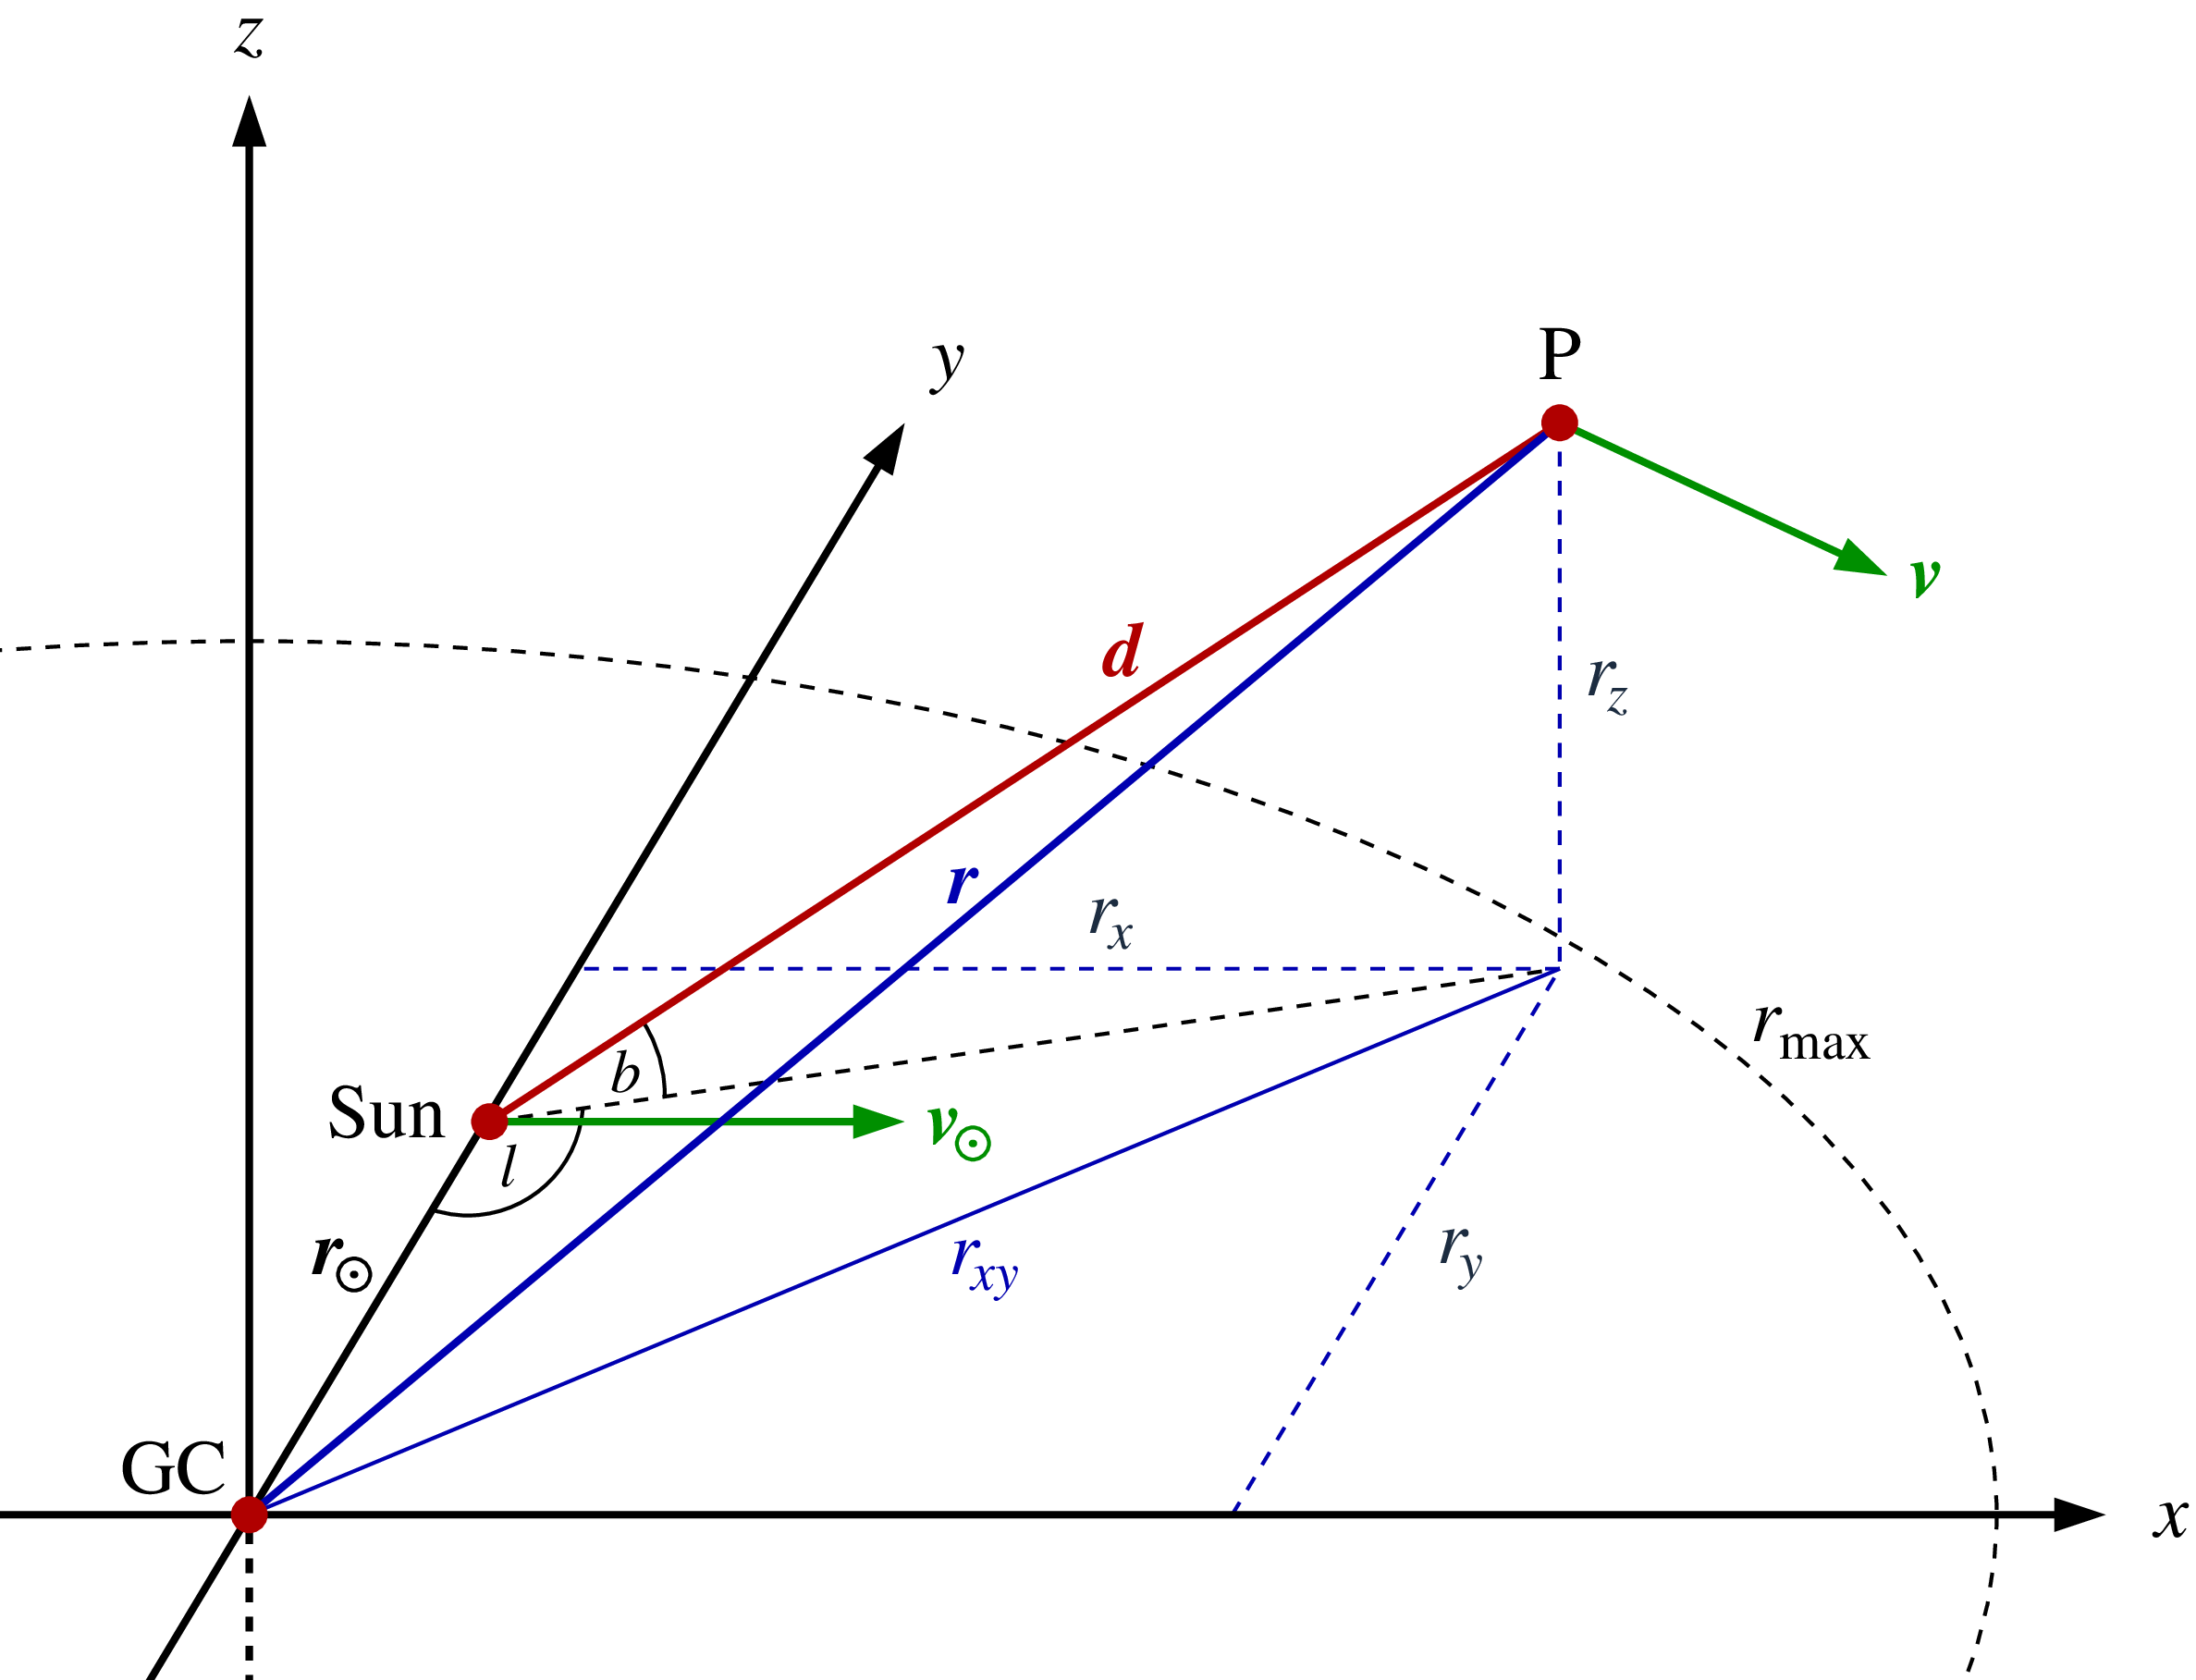 z
y
P
v
d
r_z
r
r_x
r_max
b
Sun
v_⊙
l
r_⊙
r_xy
r_y
GC
x